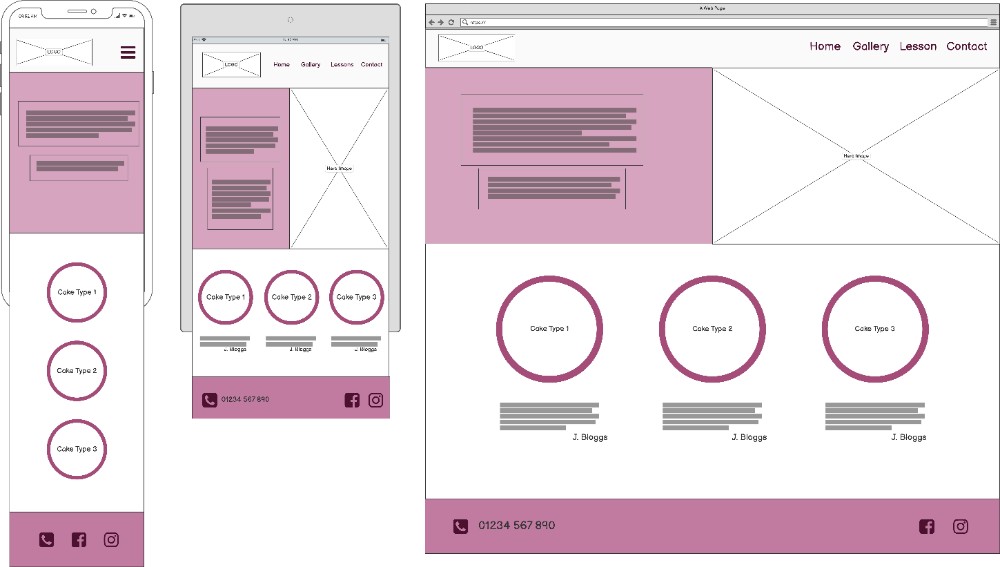 LOGO
Cake Type 1
Cake Type 2
Cake Type 3
LOGO
Home Gallery Lessons Contact
Hero Image
Cake Type 1 Cake Type 2 Cake Type 3
J. Bloggs J. Bloggs J. Bloggs
01234 567 890
A Web Page
https://
LOGO
Home Gallery Lesson Contact
Hero Image
Cake Type 1 Cake Type 2 Cake Type 3
J. Bloggs J. Bloggs J. Bloggs
01234 567 890